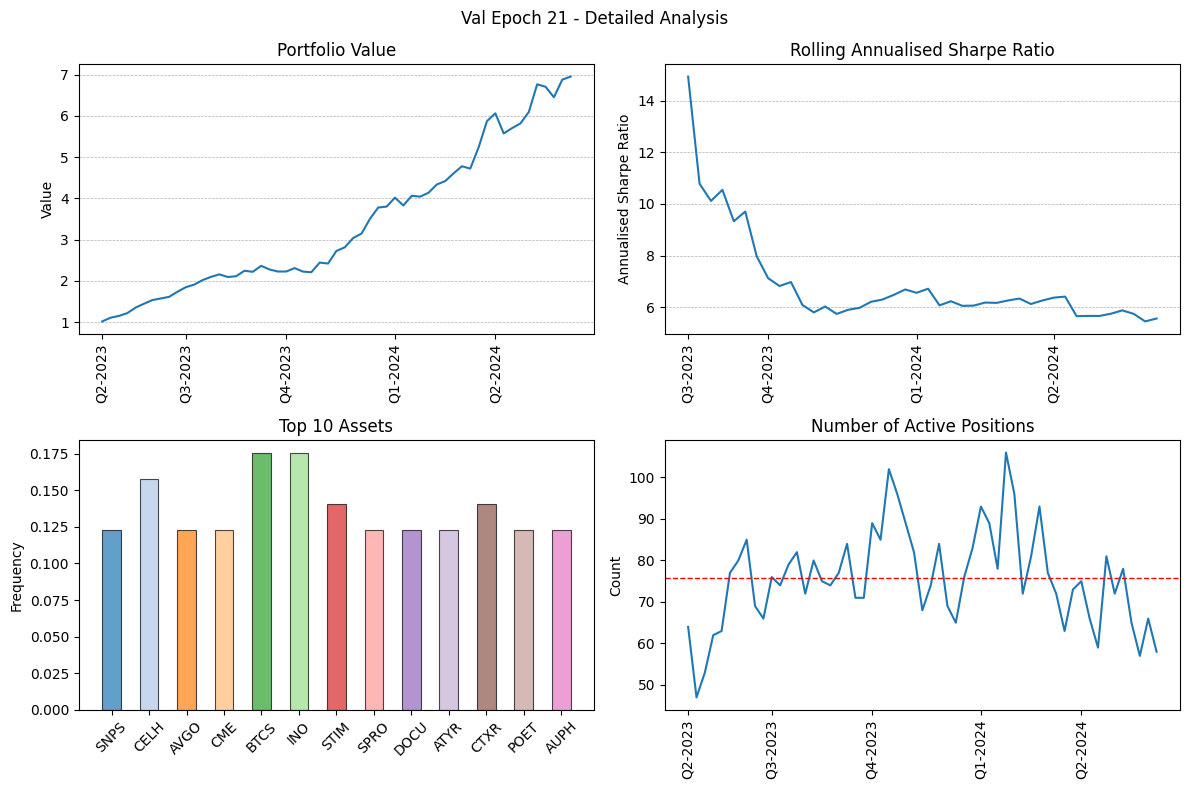 Val Epoch 21 - Detailed Analysis
Portfolio Value
Value
7
6
5
4
3
2
1
Q2-2023
Q3-2023
Q4-2023
Q1-2024
Q2-2024
Rolling Annualised Sharpe Ratio
Annualised Sharpe Ratio
14
12
10
8
6
Q3-2023
Q4-2023
Q1-2024
Q2-2024
Top 10 Assets
Frequency
0.175
0.150
0.125
0.100
0.075
0.050
0.025
0.000
SNPS
CELH
AVGO
CME
BTCS
INO
STIM
SPRO
DOCU
ATYR
CTXR
POET
AUPH
Number of Active Positions
Count
100
90
80
70
60
50
Q2-2023
Q3-2023
Q4-2023
Q1-2024
Q2-2024